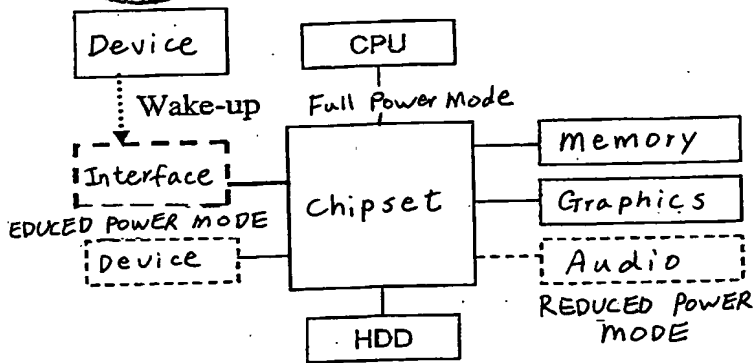 Device
CPU
Wake-up
Full Power Mode
Memory
Interface
Chipset
Graphics
EDUCED POWER MODE
Device
Audio
REDUCED POWER
MODE
HDD